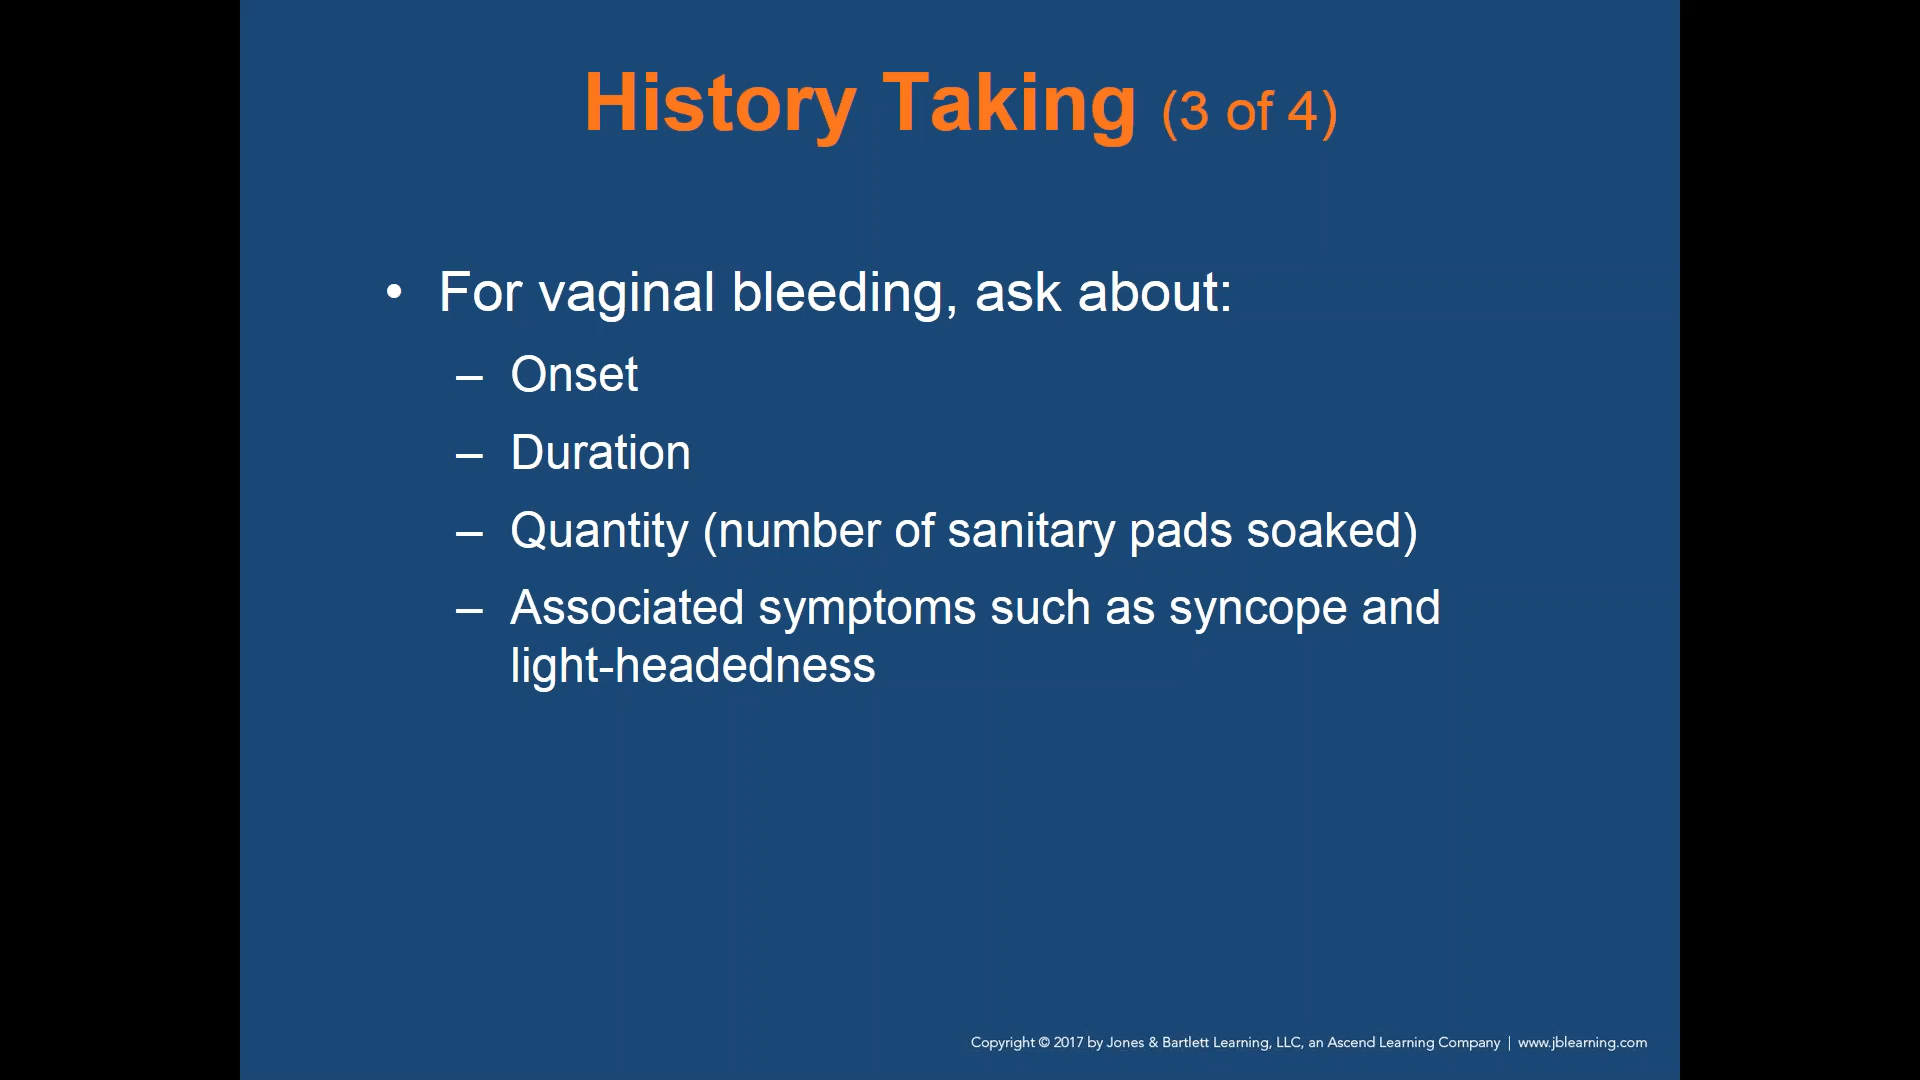 History Taking (3 of 4)
• For vaginal bleeding, ask about:
– Onset
– Duration
– Quantity (number of sanitary pads soaked)
– Associated symptoms such as syncope and
light-headedness
Copyright © 2017 by Jones & Bartlett Learning, LLC, an Ascend Learning Company | www.jblearning.com